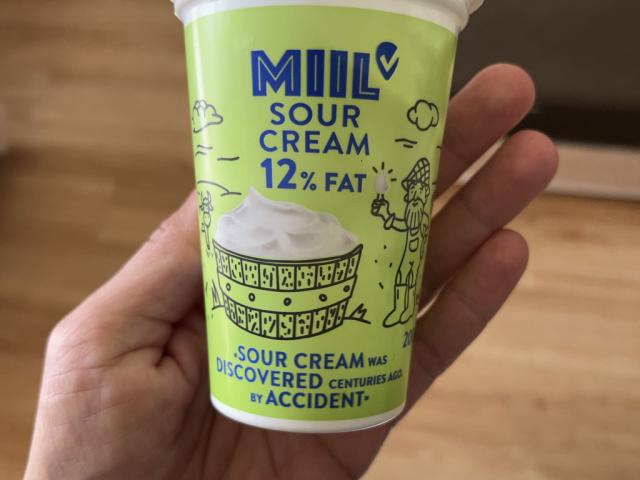 MIIL
SOUR
CREAM
12% FAT
"SOUR CREAM WAS
DISCOVERED CENTURIES AGO,
BY ACCIDENT"